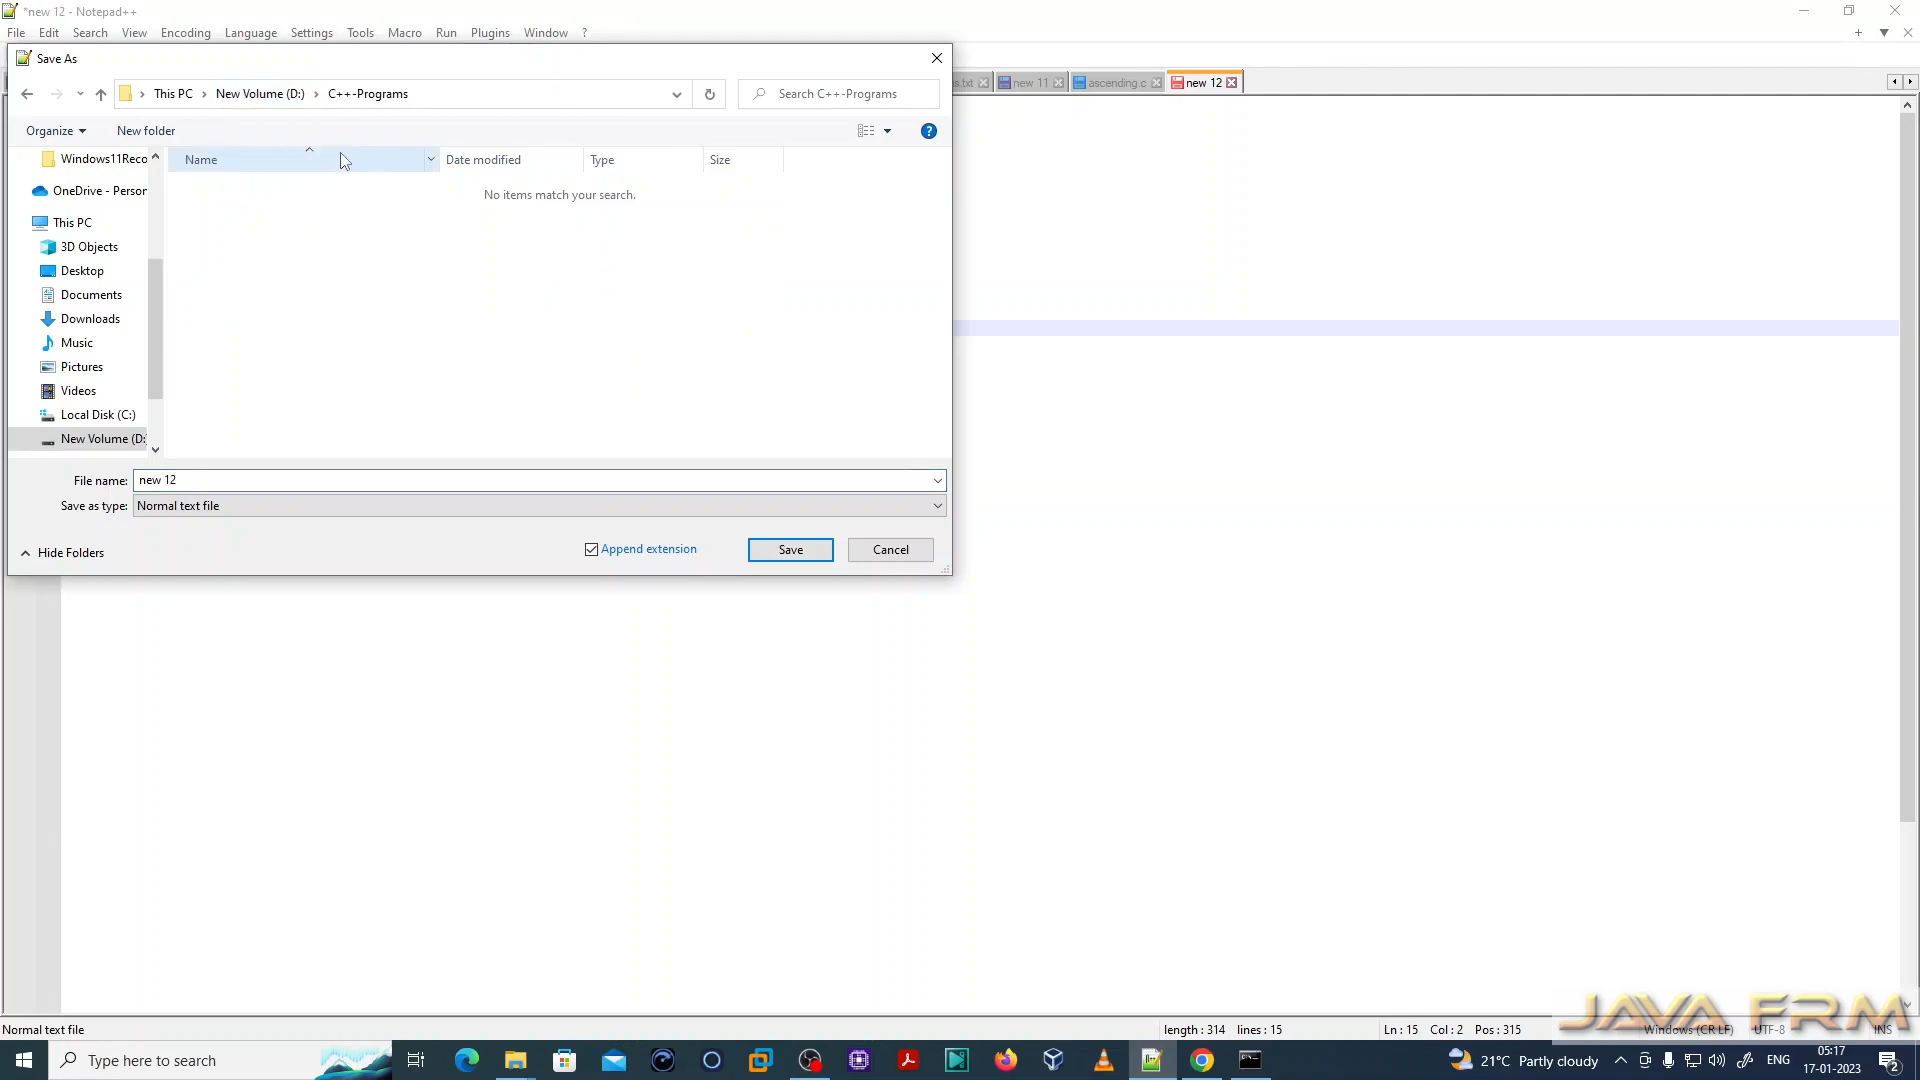 *new 12 - Notepad++
File Edit Search View Encoding Language Settings Tools Macro Run Plugins Window ?
Save As
This PC New Volume (D:) C++-Programs
Search C++-Programs
s.txt new 11 ascending c new 12
Organize New folder
Name Date modified Type Size
No items match your search.
Windows11Reco
OneDrive - Person
This PC
3D Objects
Desktop
Documents
Downloads
Music
Pictures
Videos
Local Disk (C:)
New Volume (D:
File name: new 12
Save as type: Normal text file
Hide Folders
Append extension
Save
Cancel
JAVA FRM
Normal text file length : 314 lines : 15 Ln : 15 Col : 2 Pos : 315 Windows (CR LF) UTF-8 INS
Type here to search
21°C Partly cloudy
ENG
05:17
17-01-2023
2